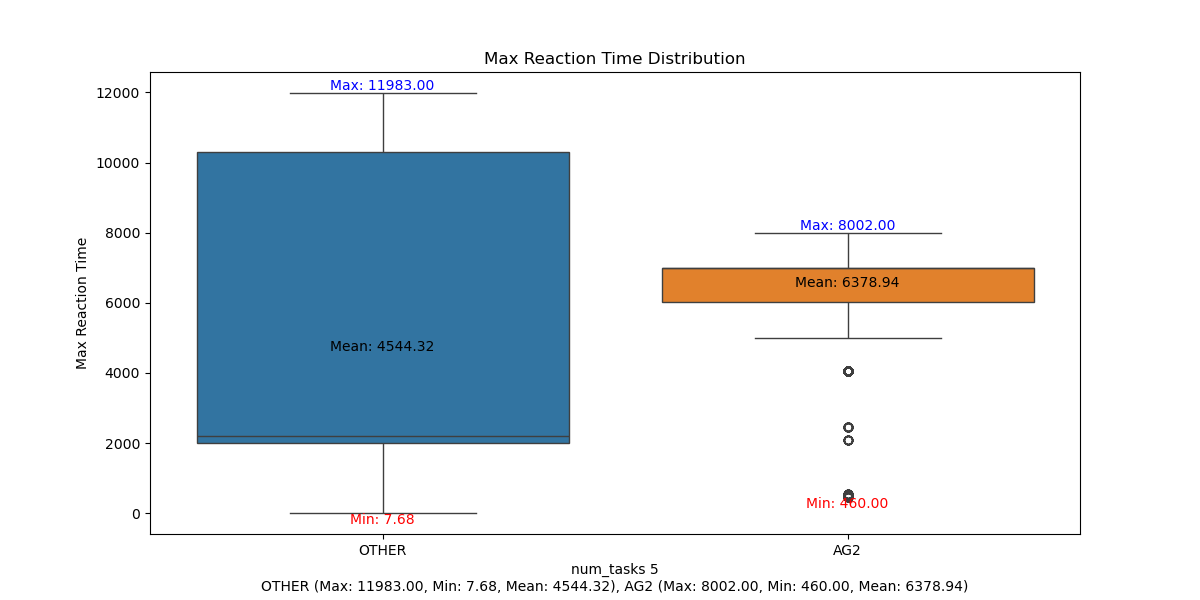 Max Reaction Time Distribution
Max Reaction Time
12000
10000
8000
6000
4000
2000
0
Max: 11983.00
Mean: 4544.32
Min: 7.68
Max: 8002.00
Mean: 6378.94
Min: 460.00
OTHER
AG2
num_tasks 5
OTHER (Max: 11983.00, Min: 7.68, Mean: 4544.32), AG2 (Max: 8002.00, Min: 460.00, Mean: 6378.94)